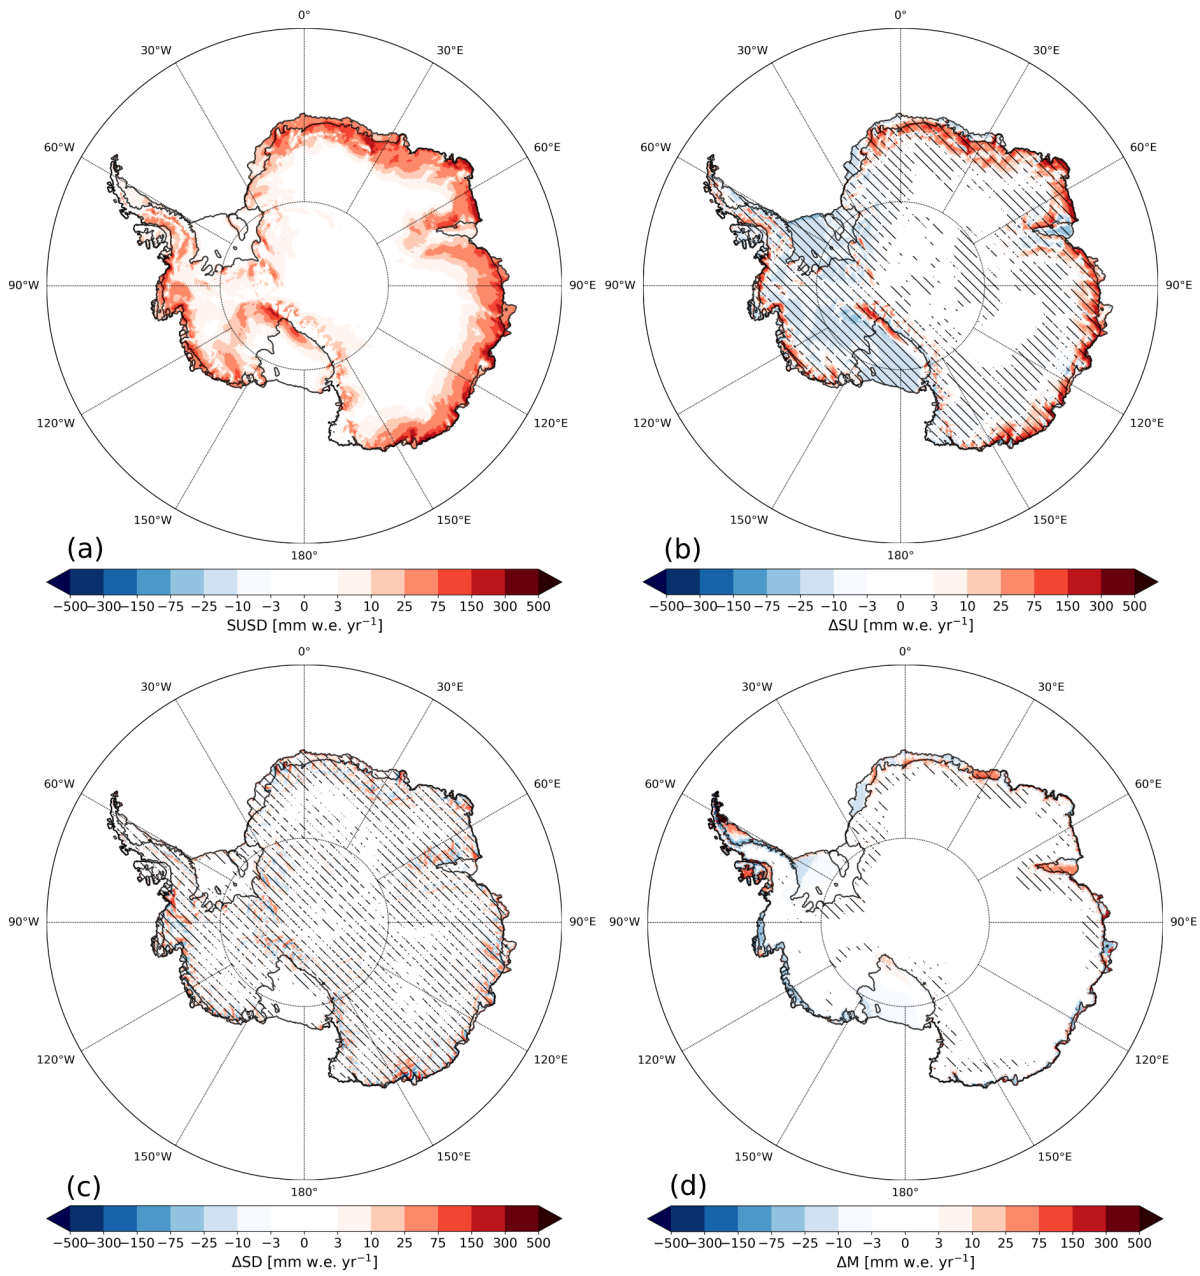 0° 0°
30°W 30°E 30°W 30°E
60°W 60°E 60°W 60°E
90°W 90°E 90°W 90°E
120°W 120°E 120°W 120°E
150°W 150°E 150°W 150°E
(a) 180° (b) 180°
−500 −300 −150 −75 −25 −10 −3 0 3 10 25 75 150 300 500 −500 −300 −150 −75 −25 −10 −3 0 3 10 25 75 150 300 500
SUSD [mm w.e. yr⁻¹] ΔSU [mm w.e. yr⁻¹]
0° 0°
30°W 30°E 30°W 30°E
60°W 60°E 60°W 60°E
90°W 90°E 90°W 90°E
120°W 120°E 120°W 120°E
150°W 150°E 150°W 150°E
(c) 180° (d) 180°
−500 −300 −150 −75 −25 −10 −3 0 3 10 25 75 150 300 500 −500 −300 −150 −75 −25 −10 −3 0 3 10 25 75 150 300 500
ΔSD [mm w.e. yr⁻¹] ΔM [mm w.e. yr⁻¹]